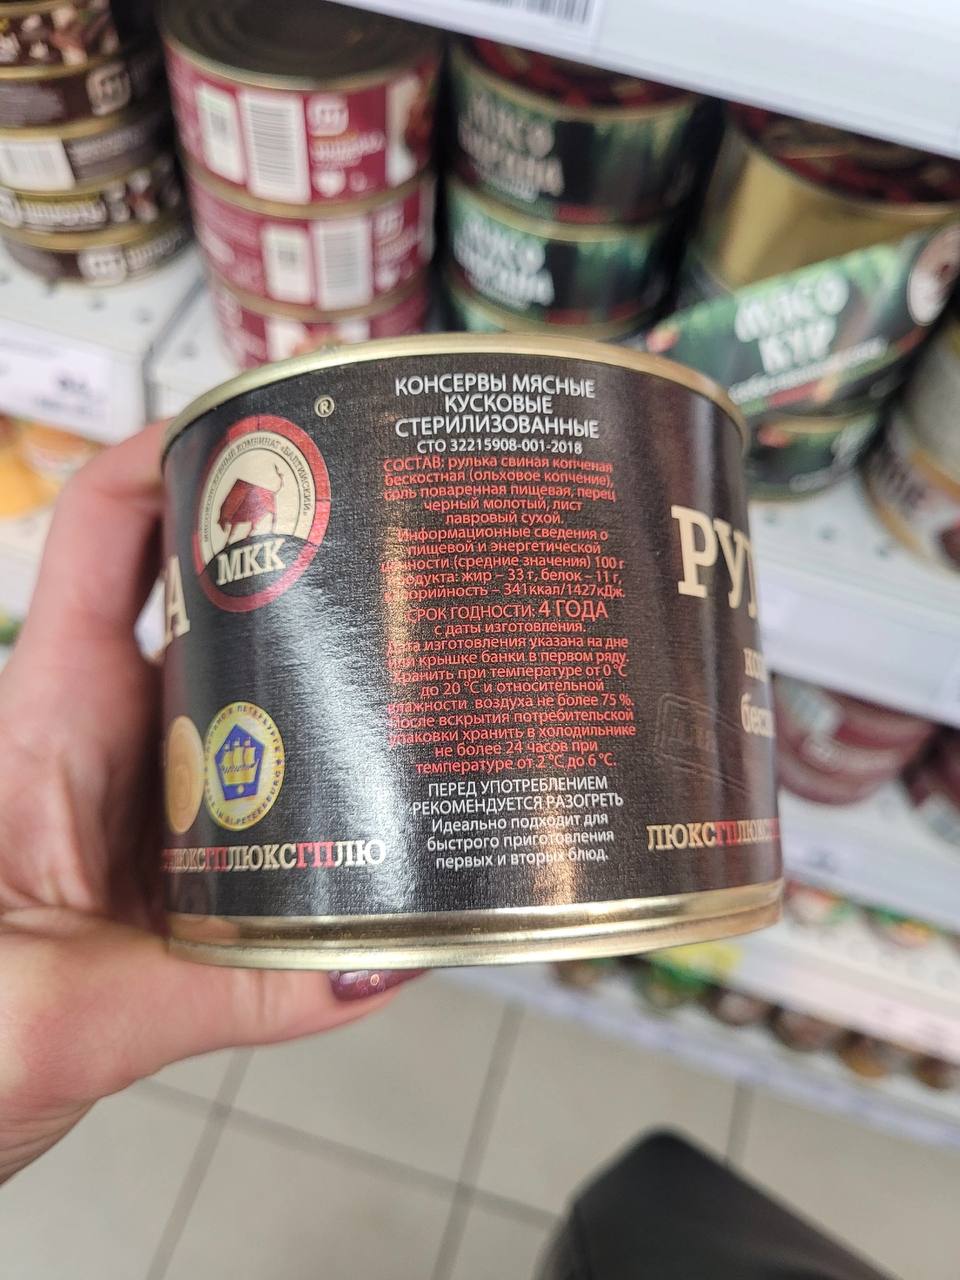 МЯСО
КУР
®
МКК
КОНСЕРВЫ МЯСНЫЕ
КУСКОВЫЕ
СТЕРИЛИЗОВАННЫЕ
СТО 32215908-001-2018
СОСТАВ: рулька свиная копченая
бескостная (ольховое копчение),
соль поваренная пищевая, перец
черный молотый, лист
лавровый сухой.
Информационные сведения о
пищевой и энергетической
ценности (средние значения) 100 г
продукта: жир – 33 г, белок – 11 г,
калорийность – 341ккал/1427кДж.
СРОК ГОДНОСТИ: 4 ГОДА
с даты изготовления.
Дата изготовления указана на дне
или крышке банки в первом ряду.
Хранить при температуре от 0 °С
до 20 °С и относительной
влажности воздуха не более 75 %.
После вскрытия потребительской
упаковки хранить в холодильнике
не более 24 часов при
температуре от 2 °С до 6 °С.
ПЕРЕД УПОТРЕБЛЕНИЕМ
РЕКОМЕНДУЕТСЯ РАЗОГРЕТЬ
Идеально подходит для
быстрого приготовления
первых и вторых блюд.
РУ
ЛЮКСГПЛЮКСГПЛЮ
ЛЮКСГПЛЮКС